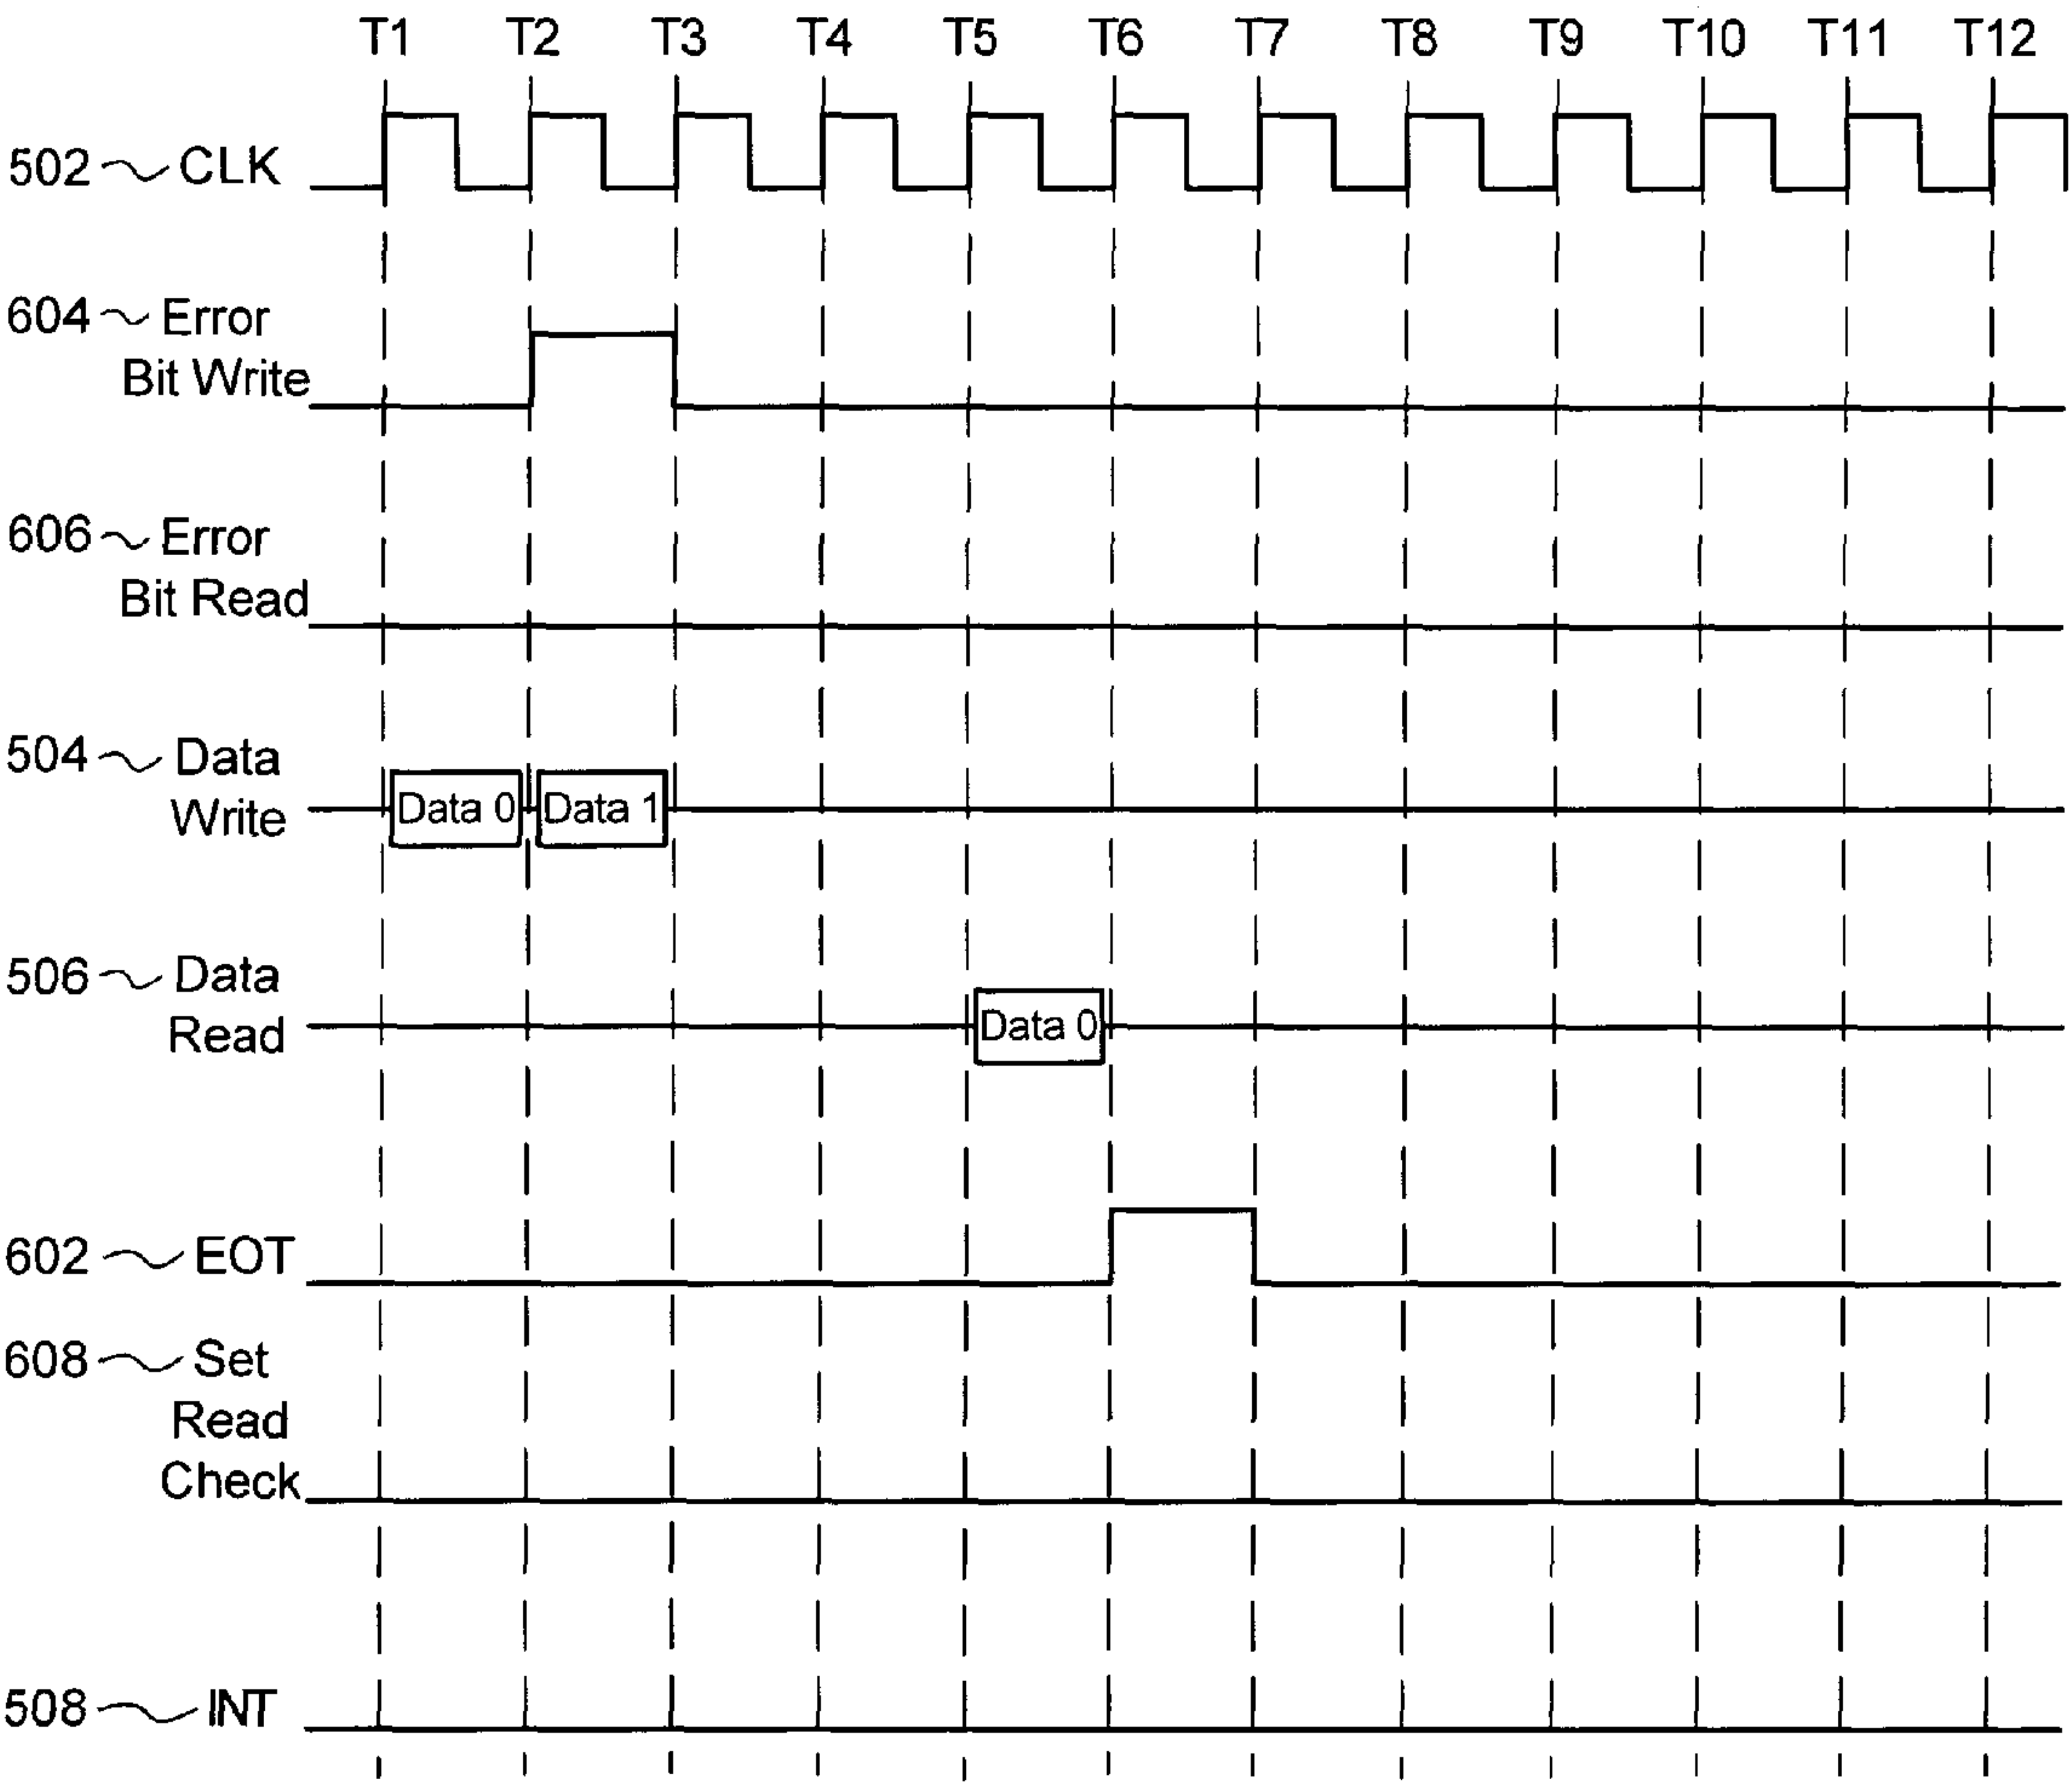 T1 T2 T3 T4 T5 T6 T7 T8 T9 T10 T11 T12
502 CLK
604 Error
Bit Write
606 Error
Bit Read
504 Data
Write
Data 0 Data 1
506 Data
Read
Data 0
602 EOT
608 Set
Read
Check
508 INT